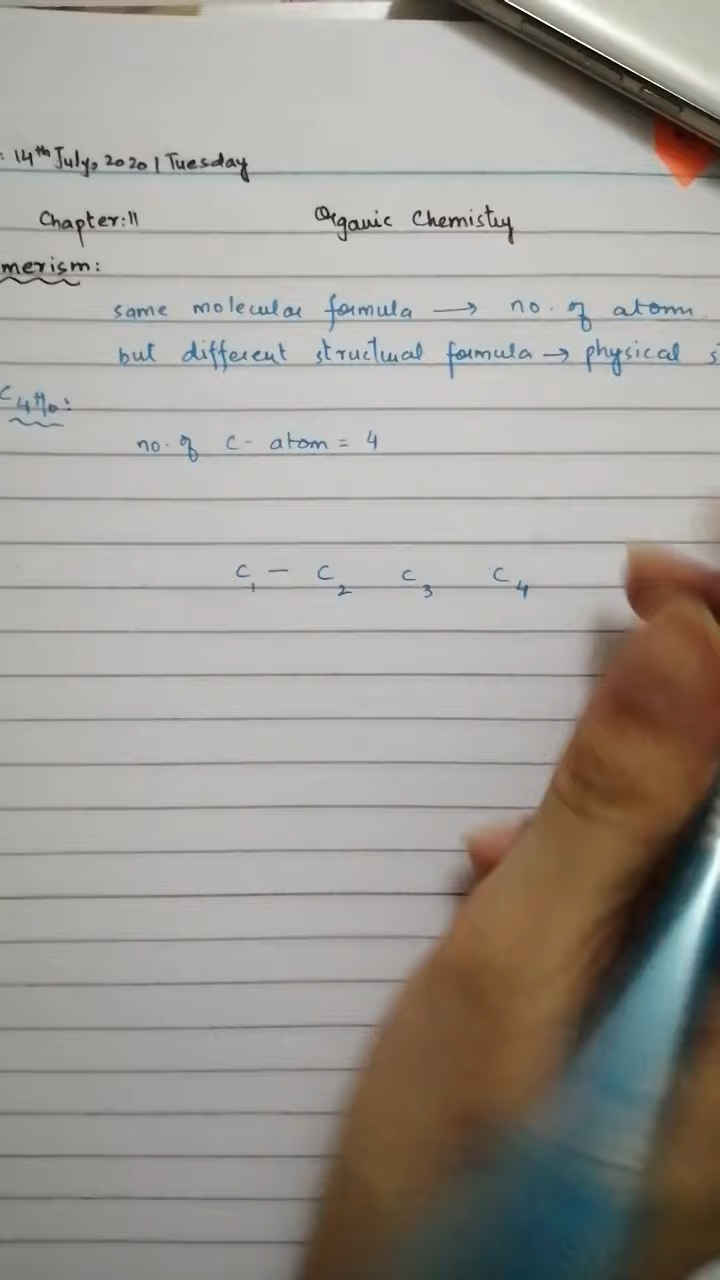 : 14th July, 2020 | Tuesday
Chapter: 11 Organic Chemistry
merism:
same molecular formula → no. of atom
but different structural formula → physical s
C4H10:
no. of C- atom = 4
C1 - C2 C3 C4